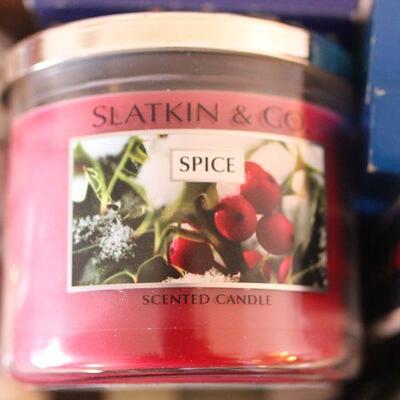 SLATKIN & CO.
SPICE
SCENTED CANDLE